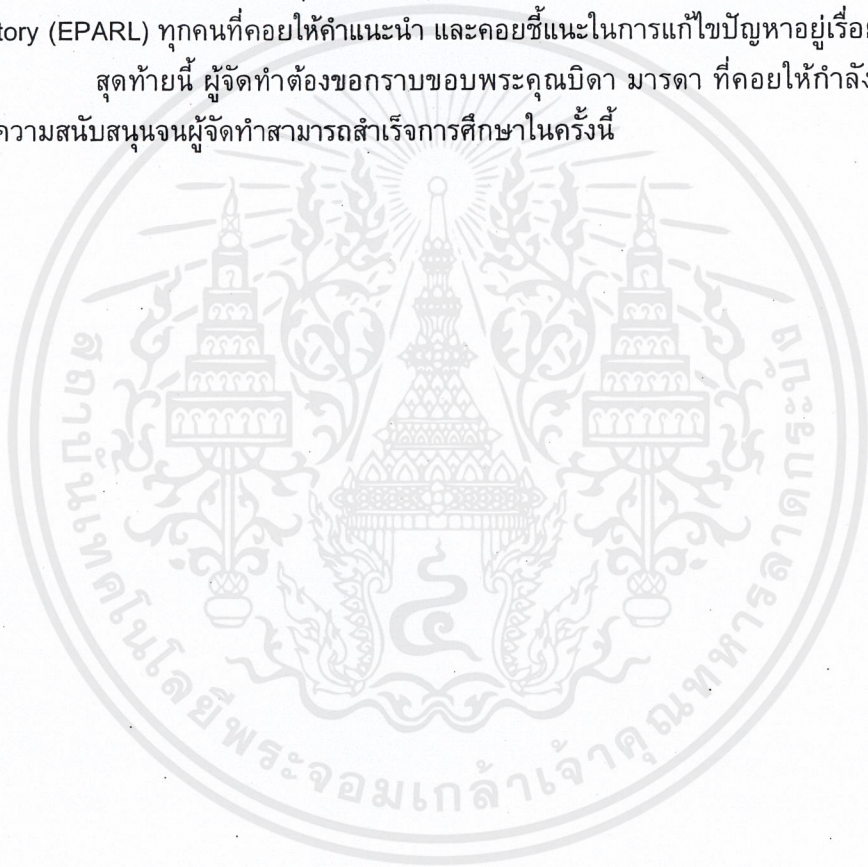 tory (EPARL) ทุกคนที่คอยให้คำแนะนำ และคอยชี้แนะในการแก้ไขปัญหาอยู่เรื่อย
สุดท้ายนี้ ผู้จัดทำต้องขอกราบขอบพระคุณบิดา มารดา ที่คอยให้กำลัง
ความสนับสนุนจนผู้จัดทำสามารถสำเร็จการศึกษาในครั้งนี้
สถาบันเทคโนโลยีพระจอมเกล้าเจ้าคุณทหารลาดกระบัง